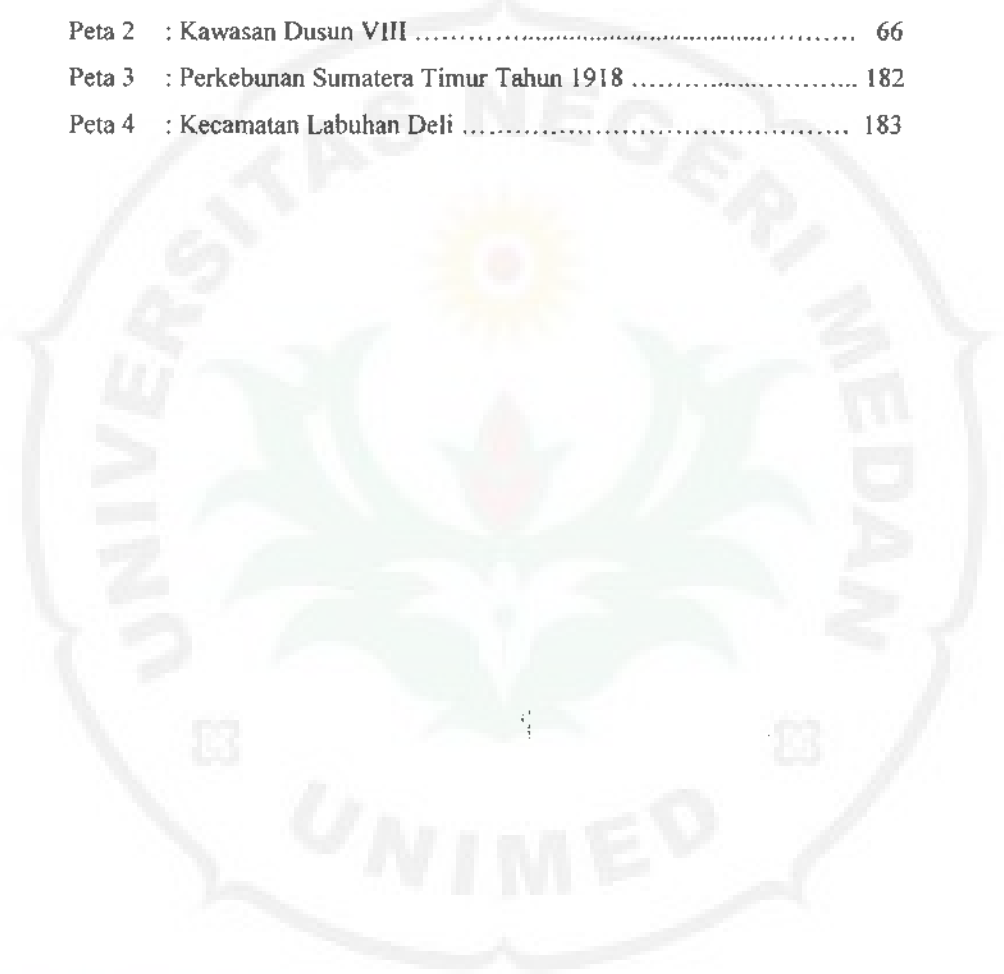 Peta 2 : Kawasan Dusun VIII ........................................................ 66
Peta 3 : Perkebunan Sumatera Timur Tahun 1918 ............................ 182
Peta 4 : Kecamatan Labuhan Deli ................................................ 183
UNIVERSITAS NEGERI MEDAN
UNIMED